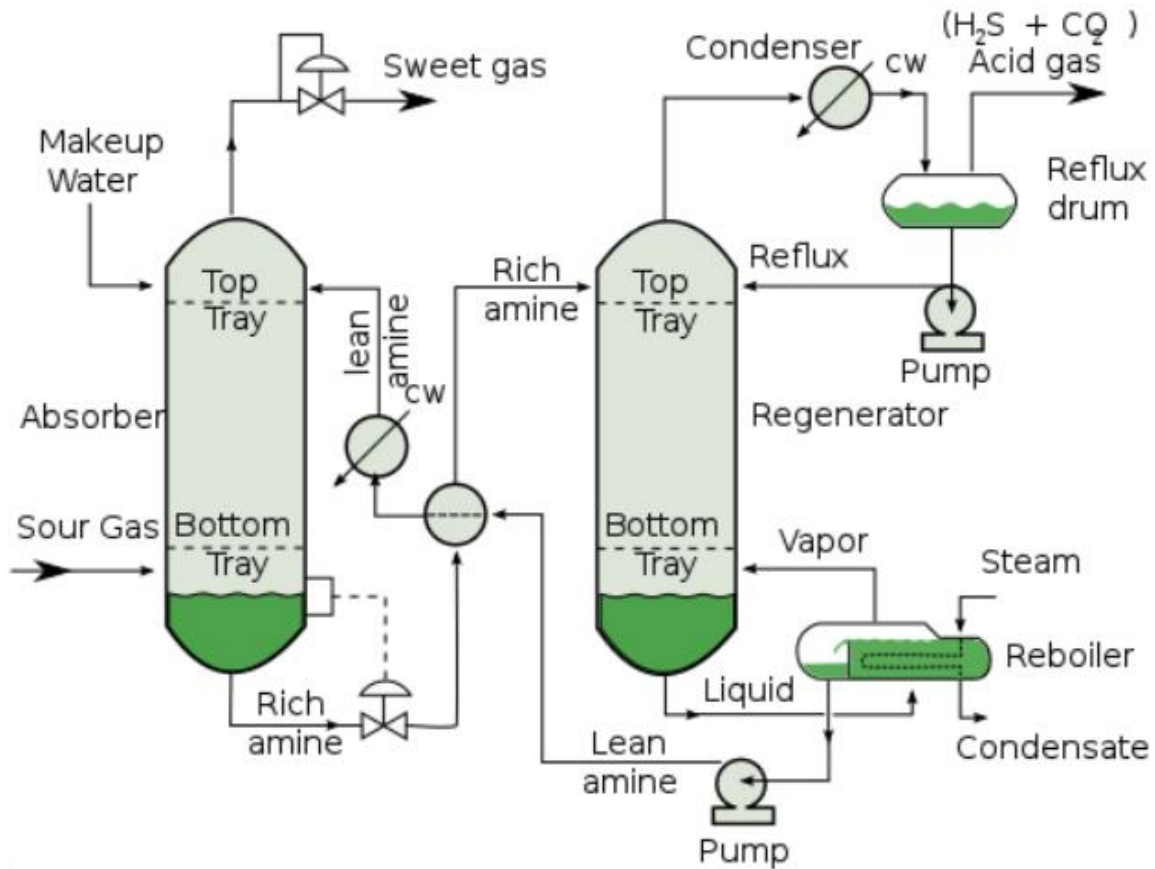 (H₂S + CO₂ )
Acid gas
Condenser
cw
Sweet gas
Makeup
Water
Reflux
drum
Rich
amine
Reflux
Top
Tray
lean
amine
Top
Tray
Pump
cw
Absorber
Regenerator
Sour Gas
Bottom
Tray
Bottom
Tray
Vapor
Steam
Reboiler
Rich
amine
Liquid
Condensate
Lean
amine
Pump